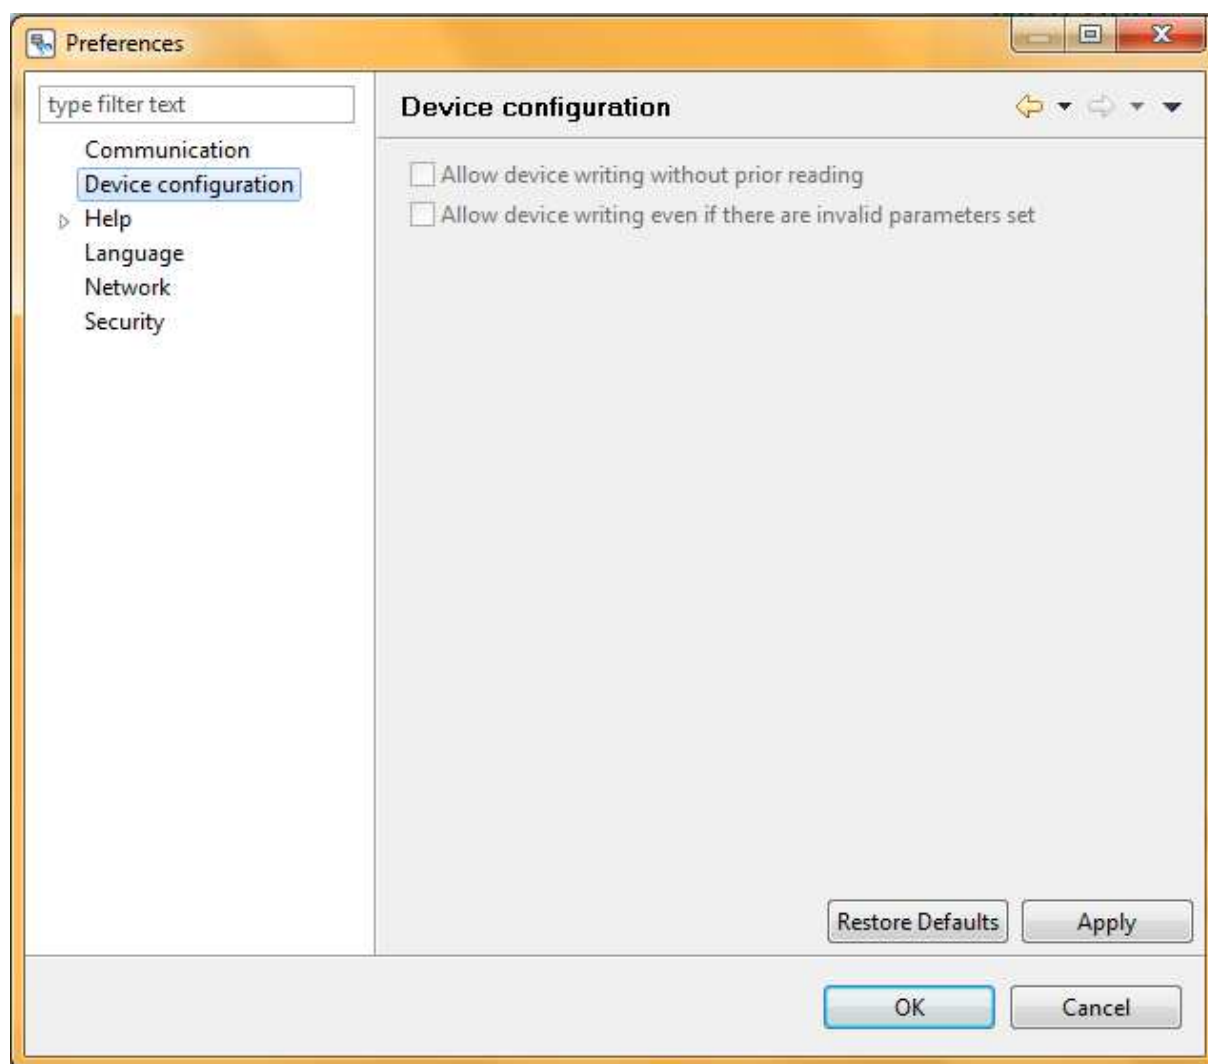 Preferences
type filter text
Communication
Device configuration
Help
Language
Network
Security
Device configuration
Allow device writing without prior reading
Allow device writing even if there are invalid parameters set
Restore Defaults
Apply
OK
Cancel